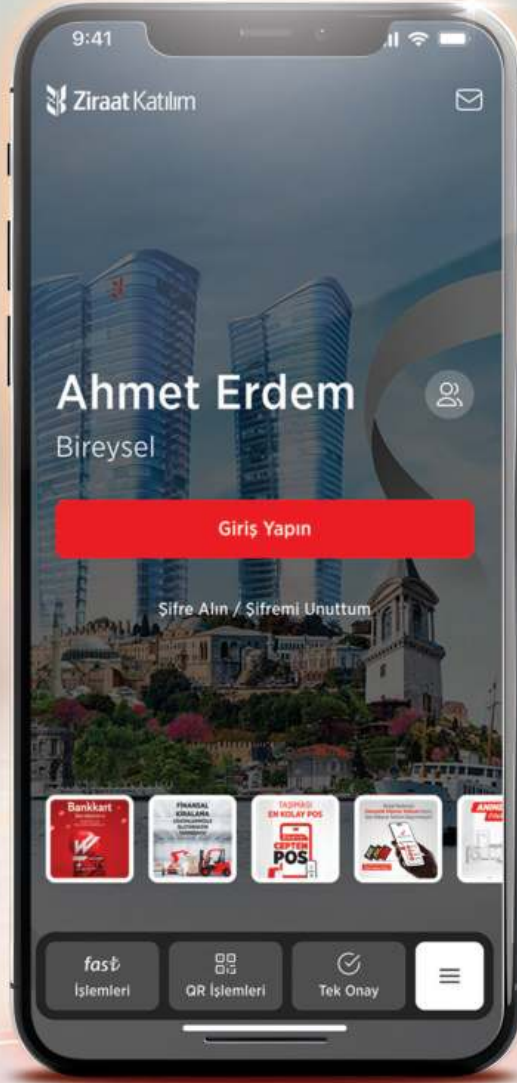 9:41
Ziraat Katılım
Ahmet Erdem
Bireysel
Giriş Yapın
Şifre Alın / Şifremi Unuttum
Bankkart
FİNANSAL
KİRALAMA
TAŞIMASI
EN KOLAY POS
CEPTEN
POS
fast
İşlemleri
QR İşlemleri
Tek Onay